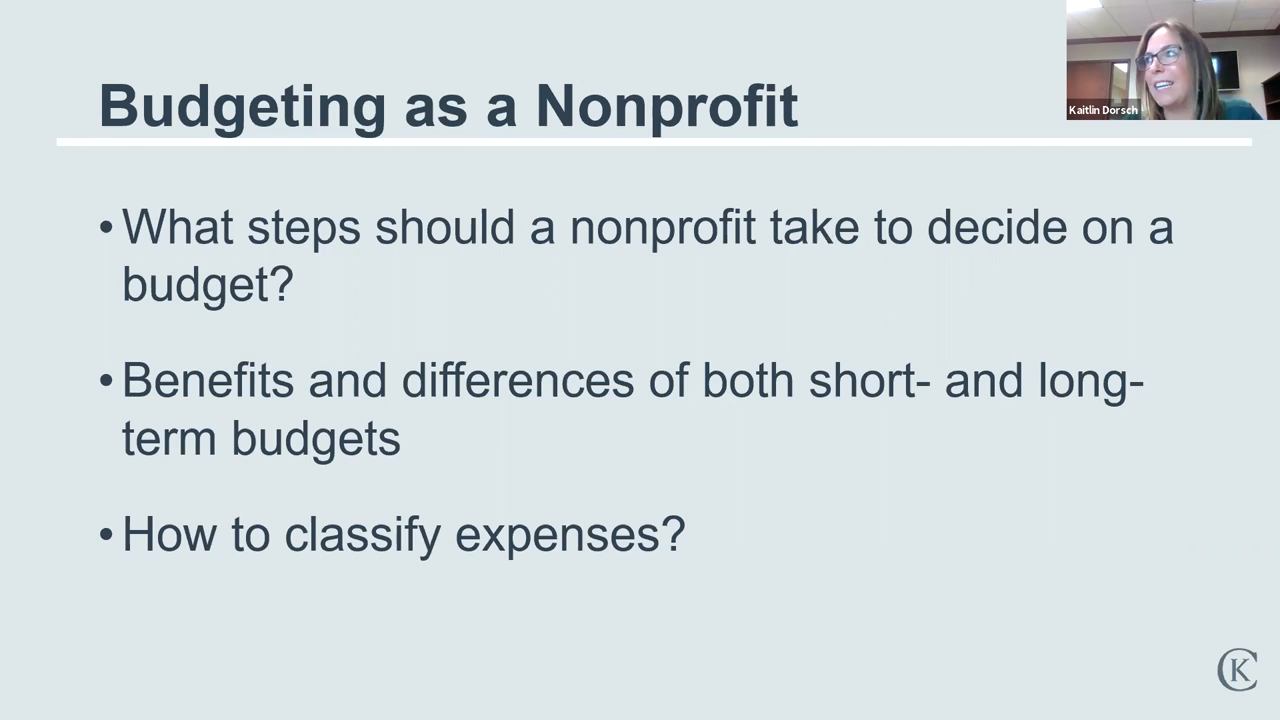 Budgeting as a Nonprofit
Kaitlin Dorsch
• What steps should a nonprofit take to decide on a
budget?
• Benefits and differences of both short- and long-
term budgets
• How to classify expenses?
CK